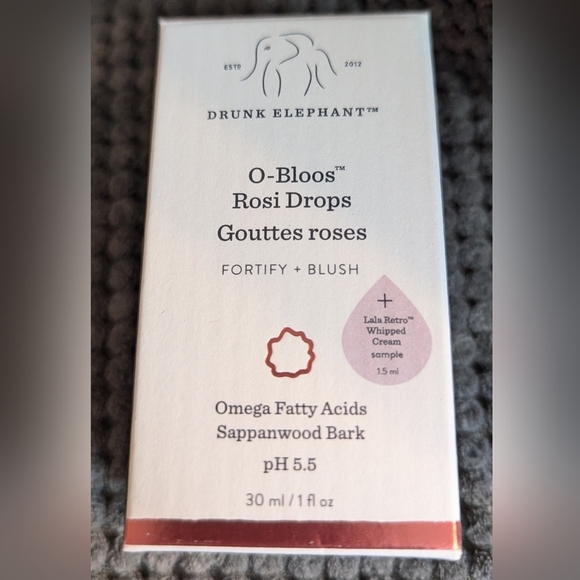 ESTD 2012
DRUNK ELEPHANT™
O-Bloos™
Rosi Drops
Gouttes roses
FORTIFY + BLUSH
+
Lala Retro™
Whipped
Cream
sample
1.5 ml
Omega Fatty Acids
Sappanwood Bark
pH 5.5
30 ml / 1 fl oz